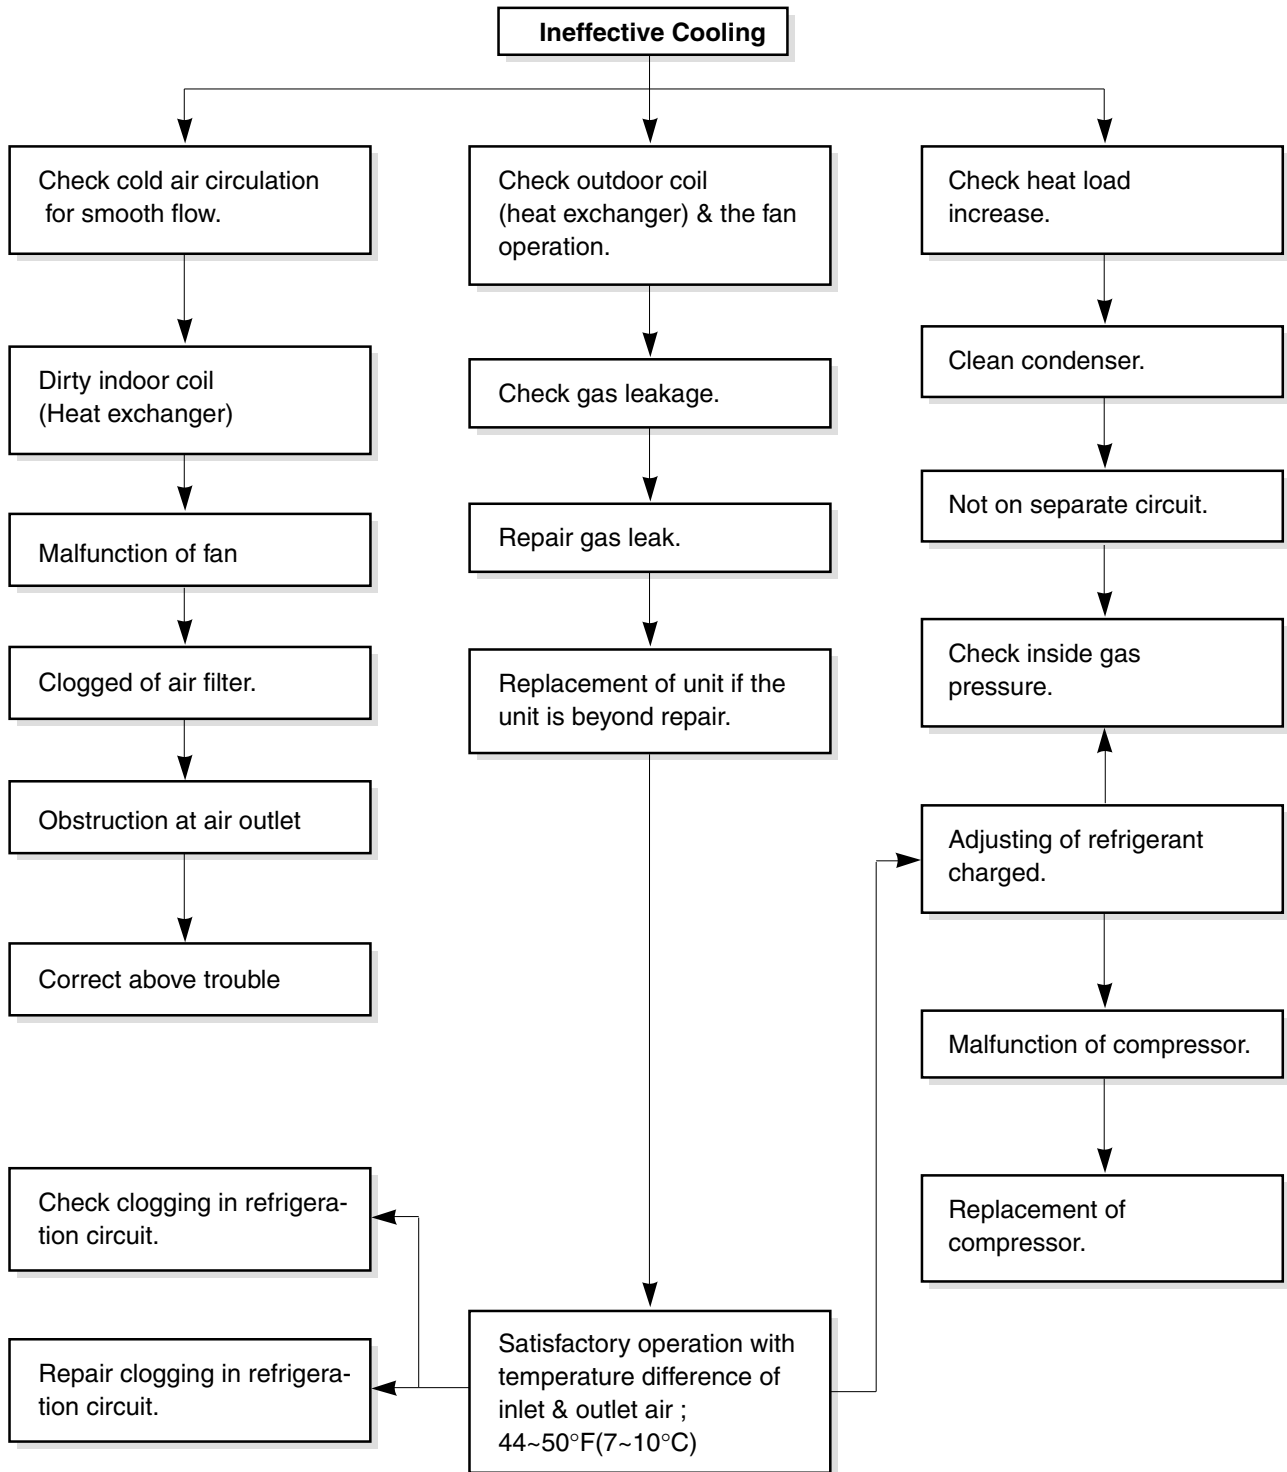 Ineffective Cooling
Check cold air circulation
for smooth flow.
Dirty indoor coil
(Heat exchanger)
Malfunction of fan
Clogged of air filter.
Obstruction at air outlet
Correct above trouble
Check outdoor coil
(heat exchanger) & the fan
operation.
Check gas leakage.
Repair gas leak.
Replacement of unit if the
unit is beyond repair.
Check heat load
increase.
Clean condenser.
Not on separate circuit.
Check inside gas
pressure.
Adjusting of refrigerant
charged.
Malfunction of compressor.
Replacement of
compressor.
Check clogging in refrigera-
tion circuit.
Repair clogging in refrigera-
tion circuit.
Satisfactory operation with
temperature difference of
inlet & outlet air ;
44~50°F(7~10°C)